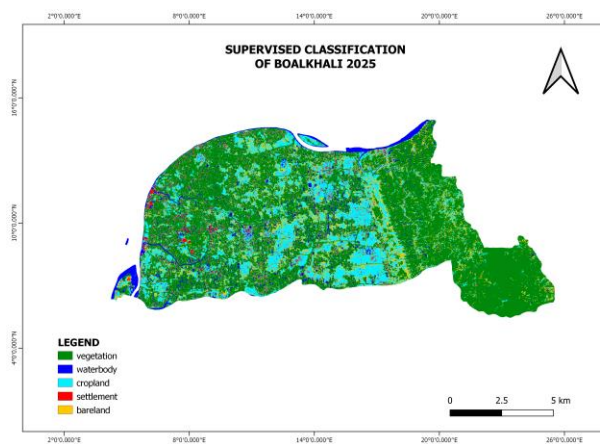 2°0'0.000"E 8°0'0.000"E 14°0'0.000"E 20°0'0.000"E 26°0'0.000"E
SUPERVISED CLASSIFICATION
OF BOALKHALI 2025
16°0'0.000"N
10°0'0.000"N
4°0'0.000"N
LEGEND
vegetation
waterbody
cropland
settlement
bareland
0 2.5 5 km
2°0'0.000"E 8°0'0.000"E 14°0'0.000"E 20°0'0.000"E 26°0'0.000"E